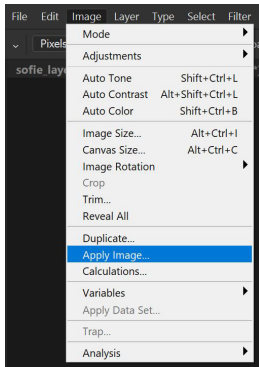 File Edit Image Layer Type Select Filter
Pixels
sofie_laye
Mode
Adjustments
Auto Tone Shift+Ctrl+L
Auto Contrast Alt+Shift+Ctrl+L
Auto Color Shift+Ctrl+B
Image Size... Alt+Ctrl+I
Canvas Size... Alt+Ctrl+C
Image Rotation
Crop
Trim...
Reveal All
Duplicate...
Apply Image...
Calculations...
Variables
Apply Data Set...
Trap...
Analysis